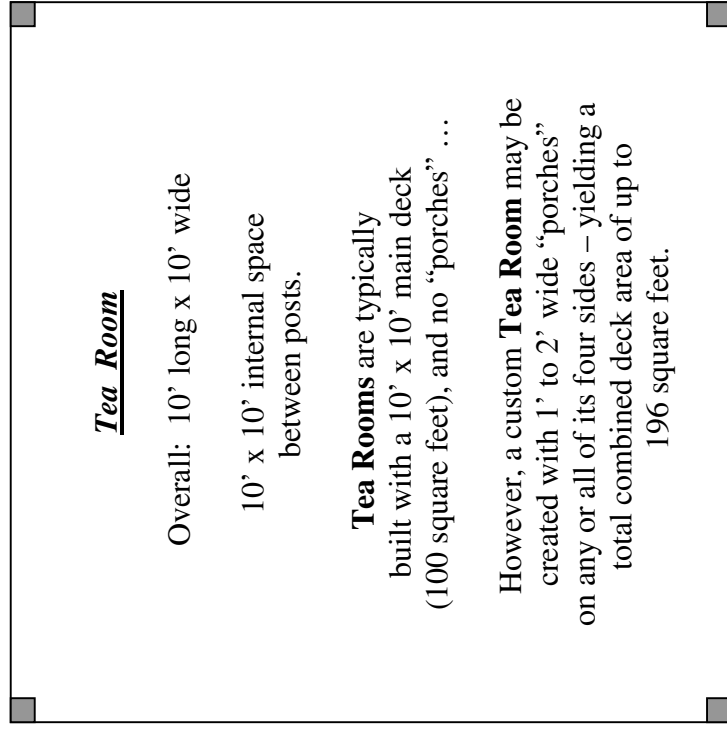 Tea Room
Overall: 10’ long x 10’ wide
10’ x 10’ internal space
between posts.
Tea Rooms are typically
built with a 10’ x 10’ main deck
(100 square feet), and no “porches” …
However, a custom Tea Room may be
created with 1’ to 2’ wide “porches”
on any or all of its four sides – yielding a
total combined deck area of up to
196 square feet.